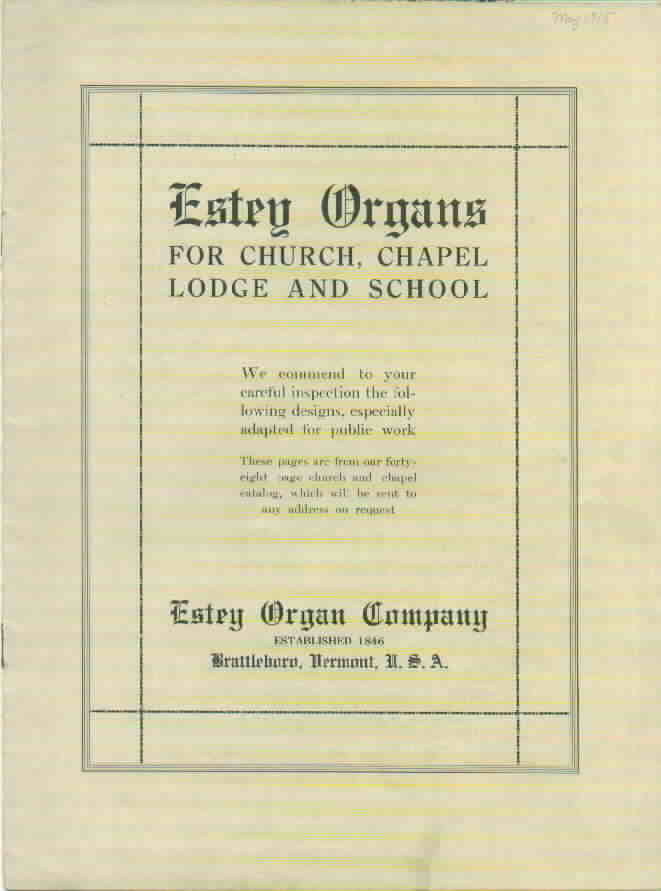 May 1915
Estey Organs
FOR CHURCH, CHAPEL
LODGE AND SCHOOL
We commend to your
careful inspection the fol-
lowing designs, especially
adapted for public work
These pages are from our forty-
eight page church and chapel
catalog, which will be sent to
any address on request
Estey Organ Company
ESTABLISHED 1846
Brattleboro, Vermont, U. S. A.